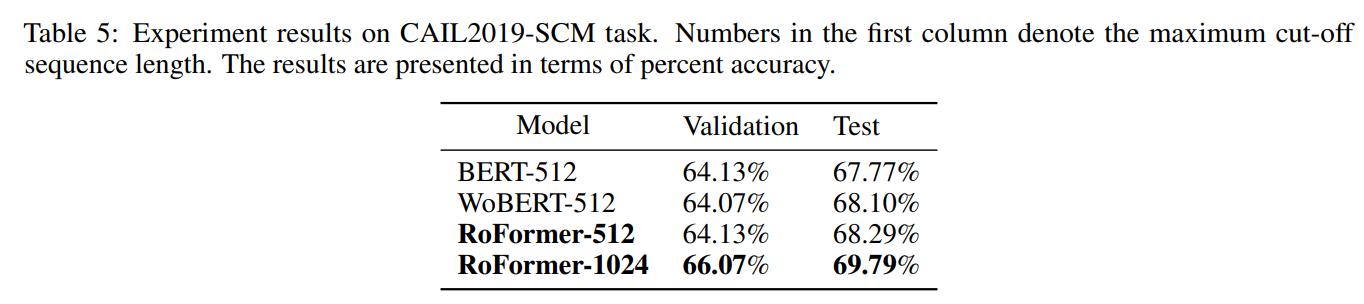 Table 5: Experiment results on CAIL2019-SCM task. Numbers in the first column denote the maximum cut-off
sequence length. The results are presented in terms of percent accuracy.
Model Validation Test
BERT-512 64.13% 67.77%
WoBERT-512 64.07% 68.10%
RoFormer-512 64.13% 68.29%
RoFormer-1024 66.07% 69.79%